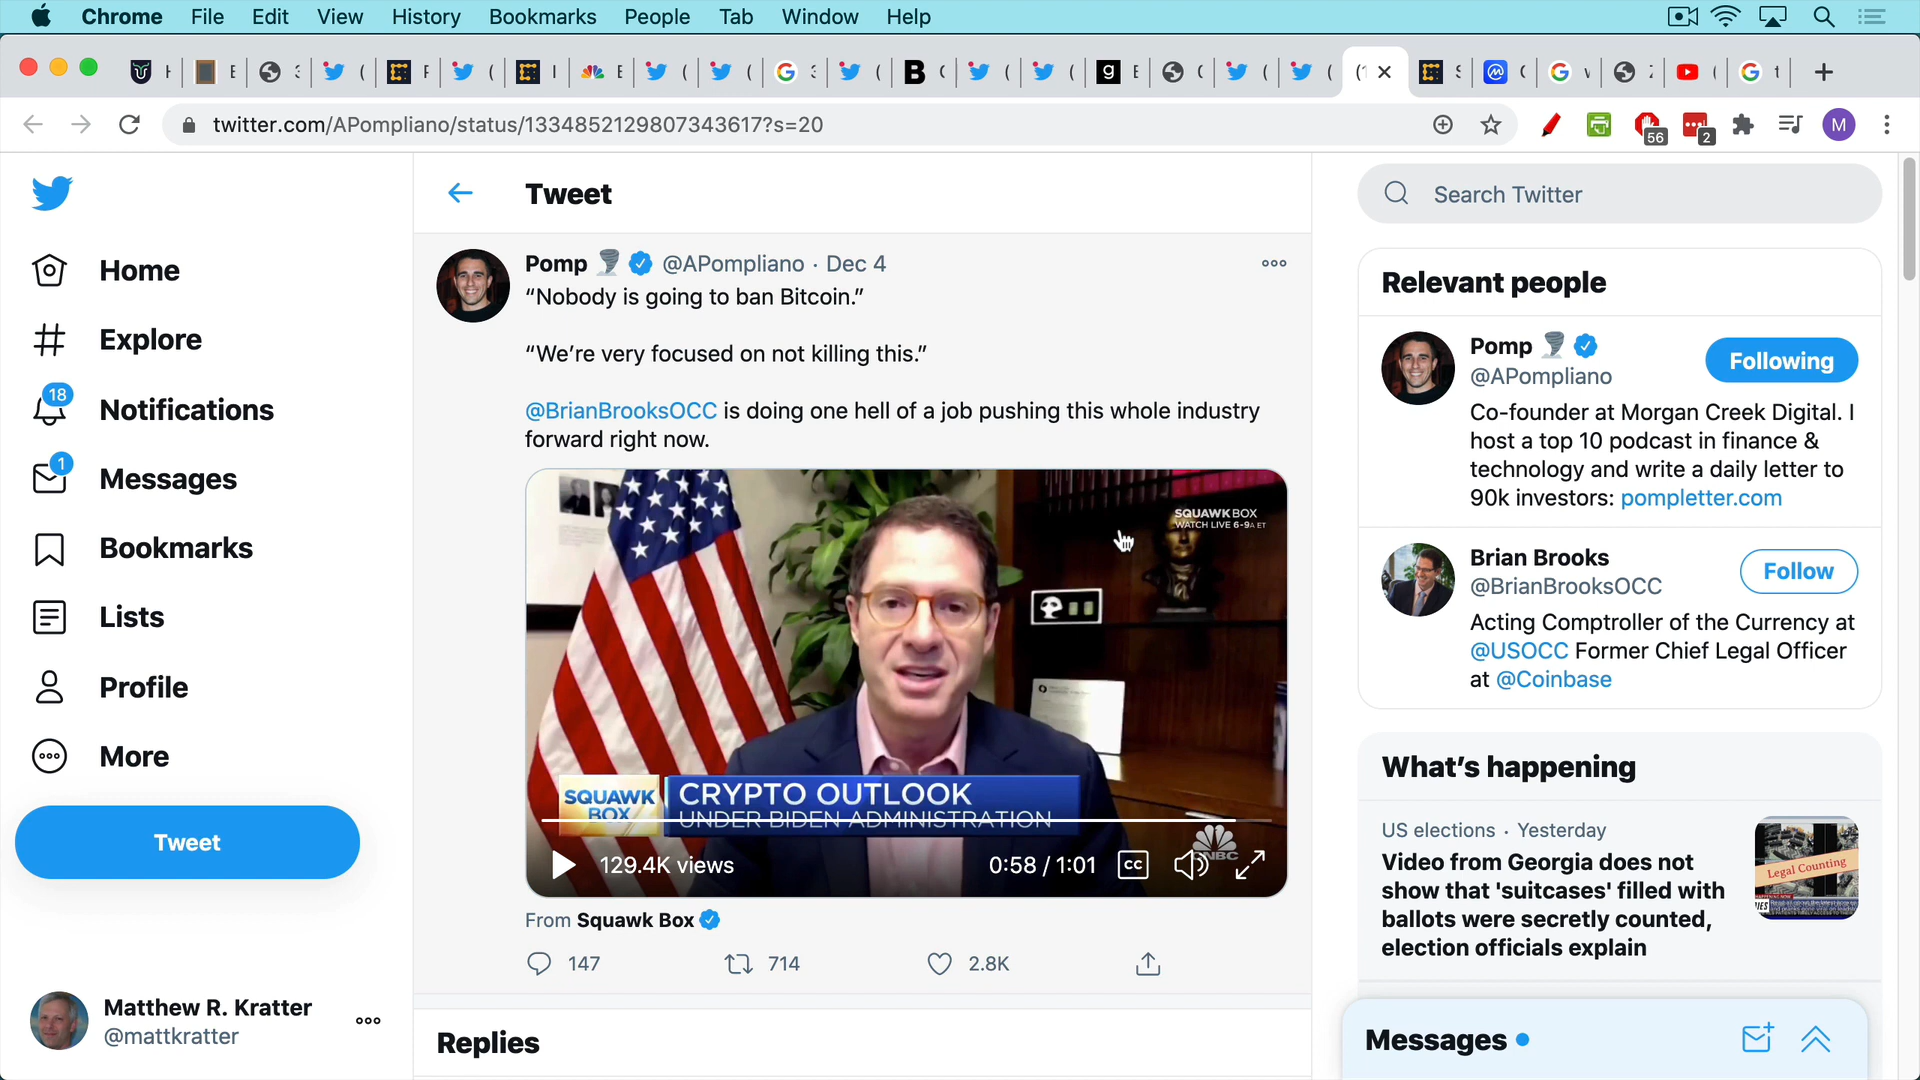 Chrome File Edit View History Bookmarks People Tab Window Help
twitter.com/APompliano/status/1334852129807343617?s=20
56
2
M
Home
Explore
18
Notifications
1
Messages
Bookmarks
Lists
Profile
More
Tweet
Matthew R. Kratter
@mattkratter
Tweet
Pomp @APompliano · Dec 4
“Nobody is going to ban Bitcoin.”
“We’re very focused on not killing this.”
@BrianBrooksOCC is doing one hell of a job pushing this whole industry
forward right now.
SQUAWK BOX
WATCH LIVE 6-9A ET
SQUAWK
BOX
CRYPTO OUTLOOK
UNDER BIDEN ADMINISTRATION
CNBC
129.4K views
0:58 / 1:01
CC
From Squawk Box
147
714
2.8K
Replies
Search Twitter
Relevant people
Pomp
@APompliano
Following
Co-founder at Morgan Creek Digital. I
host a top 10 podcast in finance &
technology and write a daily letter to
90k investors: pompletter.com
Brian Brooks
@BrianBrooksOCC
Follow
Acting Comptroller of the Currency at
@USOCC Former Chief Legal Officer
at @Coinbase
What’s happening
US elections · Yesterday
Video from Georgia does not
show that 'suitcases' filled with
ballots were secretly counted,
election officials explain
Legal Counting
Messages